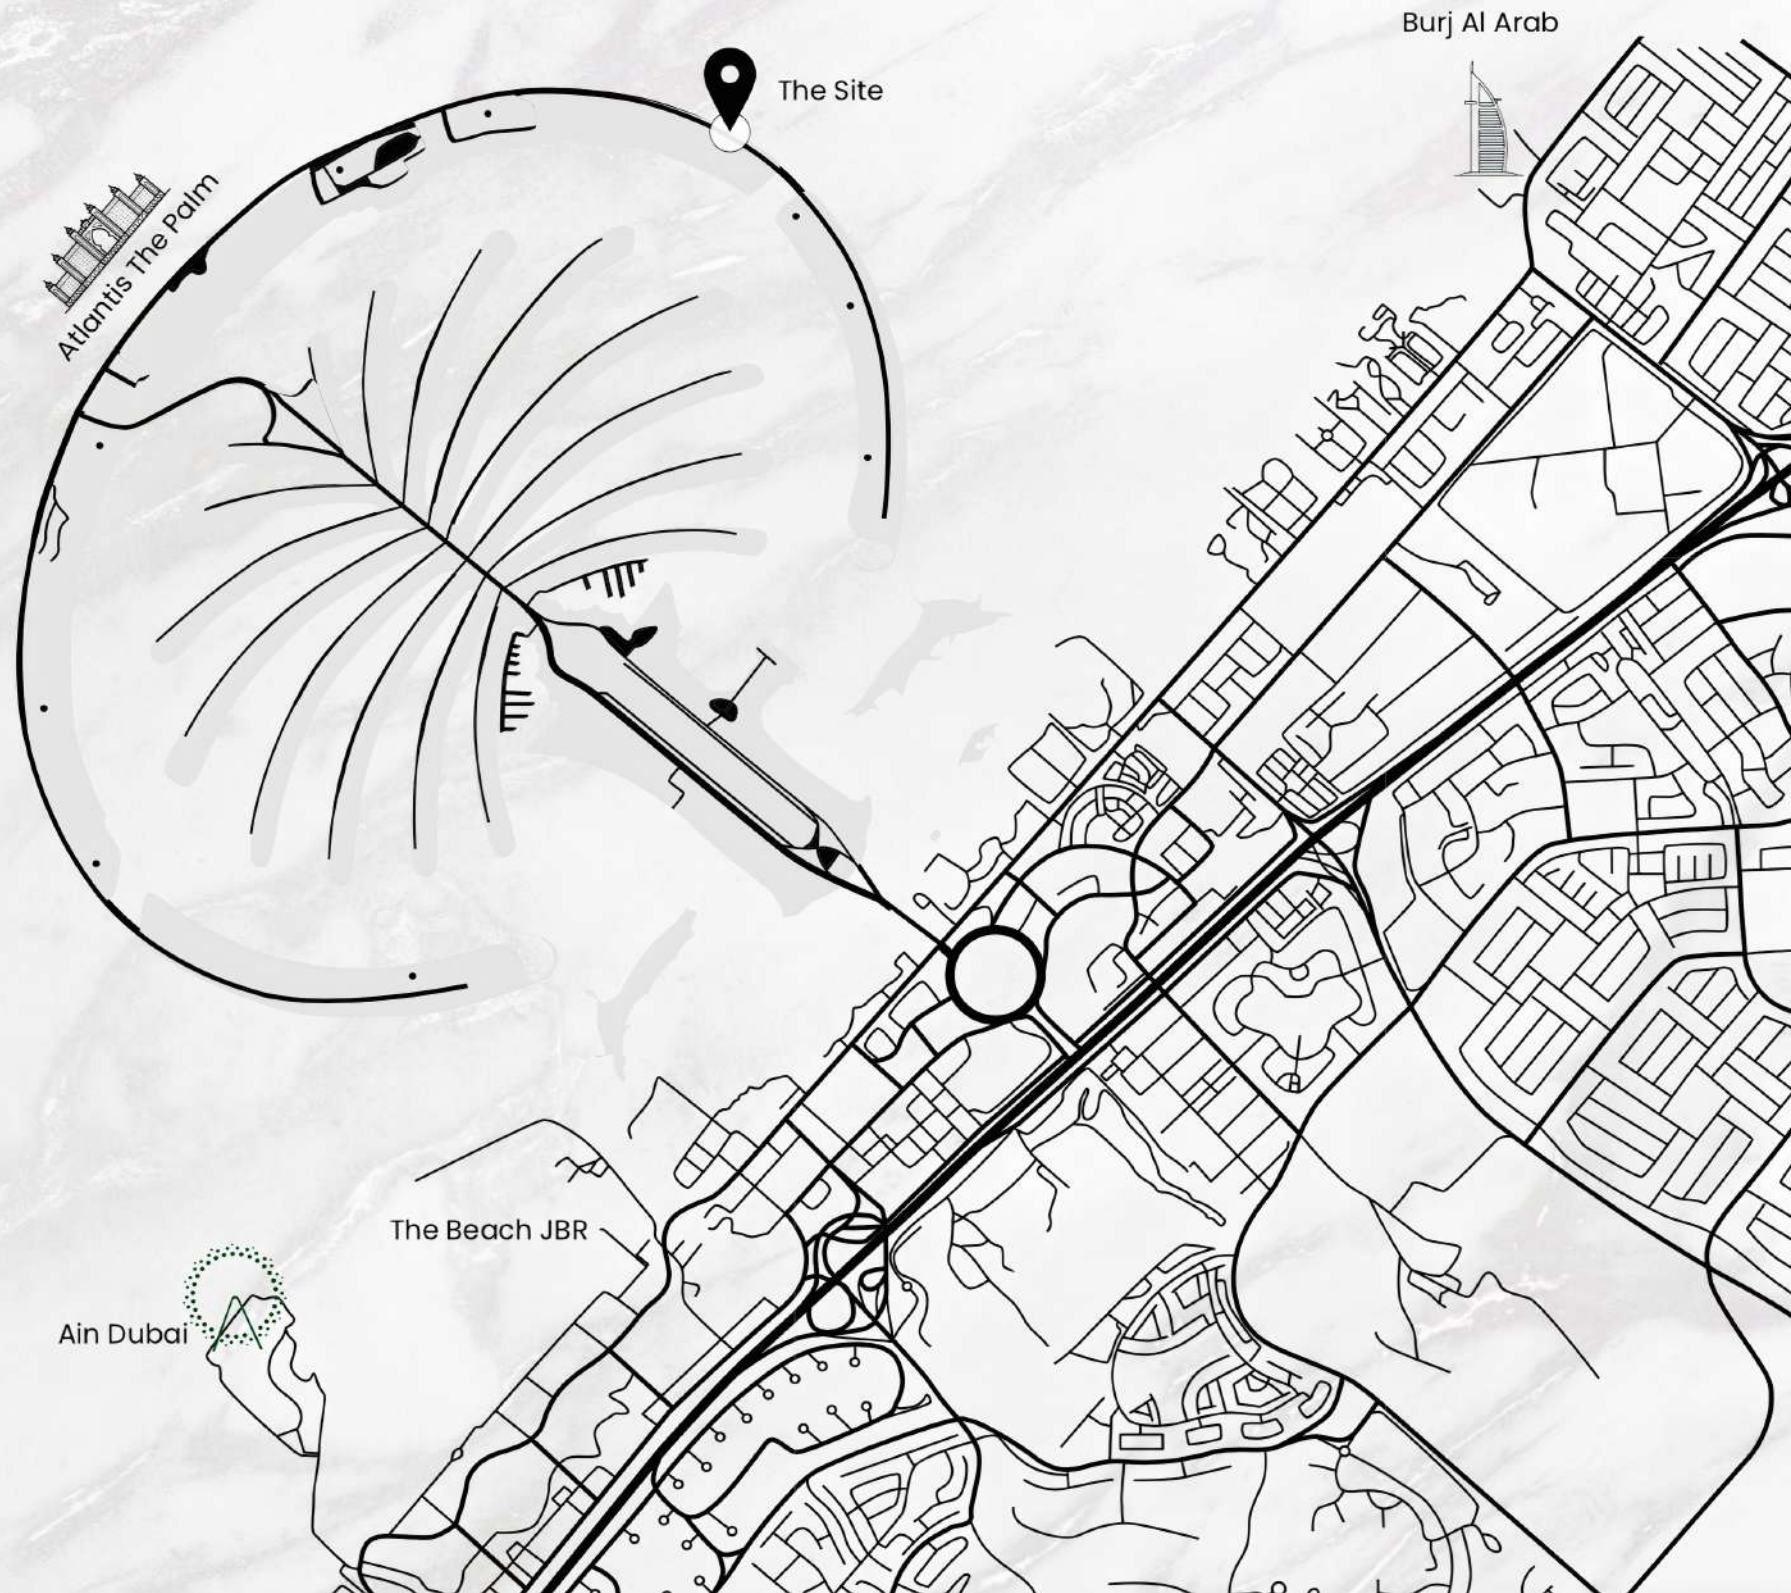 Burj Al Arab
The Site
Atlantis The Palm
The Beach JBR
Ain Dubai